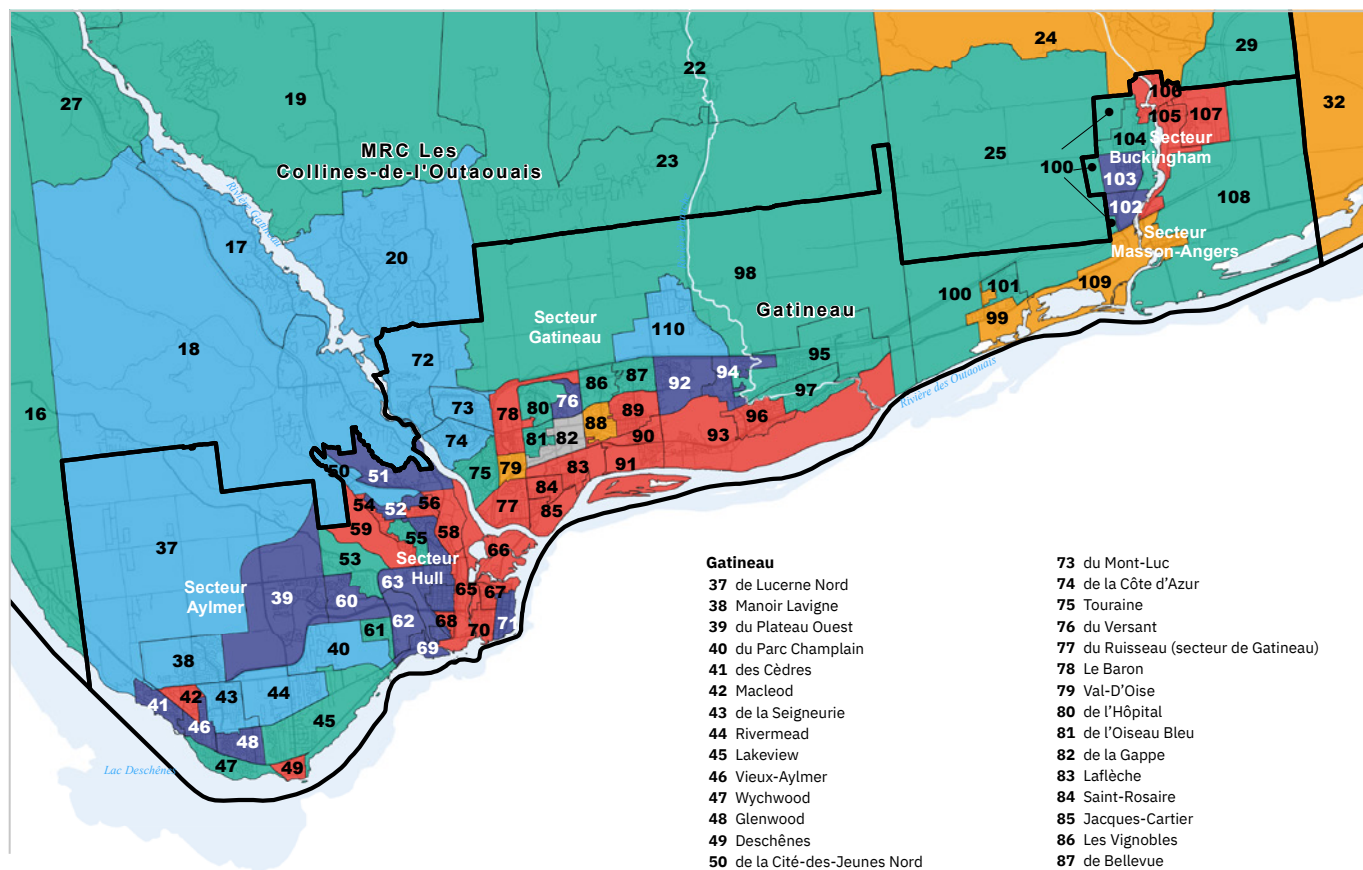 24
29
22
27
19
106
32
105
107
104
Secteur
Buckingham
MRC Les
Collines-de-l'Outaouais
25
23
100
103
108
102
17
20
Secteur
Masson-Angers
98
109
101
100
Gatineau
99
Secteur
Gatineau
110
18
72
95
94
92
87
86
97
Rivière des Outaouais
16
73
78
80
76
89
96
88
74
81
82
90
93
50
51
75
79
83
91
52
84
54
56
77
85
59
55
58
37
53
Secteur
Hull
66
63
65
67
Secteur
Aylmer
39
60
62
68
70
71
61
69
38
40
41
42
43
44
46
45
48
47
49
Lac Deschênes
Gatineau
37 de Lucerne Nord
38 Manoir Lavigne
39 du Plateau Ouest
40 du Parc Champlain
41 des Cèdres
42 Macleod
43 de la Seigneurie
44 Rivermead
45 Lakeview
46 Vieux-Aylmer
47 Wychwood
48 Glenwood
49 Deschênes
50 de la Cité-des-Jeunes Nord
73 du Mont-Luc
74 de la Côte d'Azur
75 Touraine
76 du Versant
77 du Ruisseau (secteur de Gatineau)
78 Le Baron
79 Val-D'Oise
80 de l'Hôpital
81 de l'Oiseau Bleu
82 de la Gappe
83 Laflèche
84 Saint-Rosaire
85 Jacques-Cartier
86 Les Vignobles
87 de Bellevue